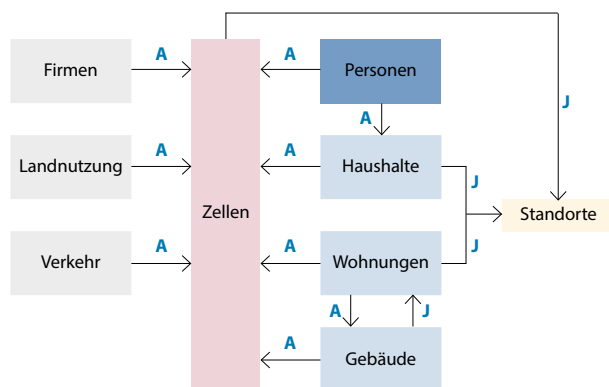 Firmen
A
A
Personen
A
J
Landnutzung
A
A
Haushalte
J
Zellen
Standorte
Verkehr
A
A
Wohnungen
J
A
J
A
Gebäude